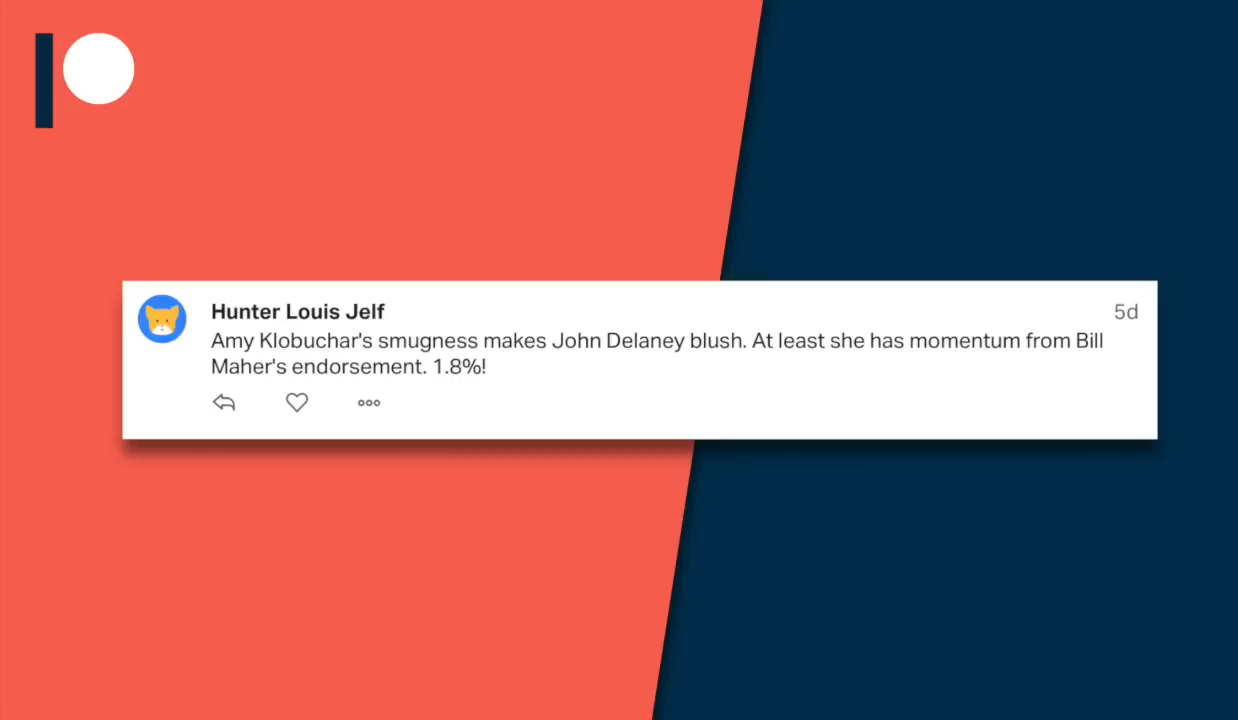 Hunter Louis Jelf
5d
Amy Klobuchar's smugness makes John Delaney blush. At least she has momentum from Bill
Maher's endorsement. 1.8%!